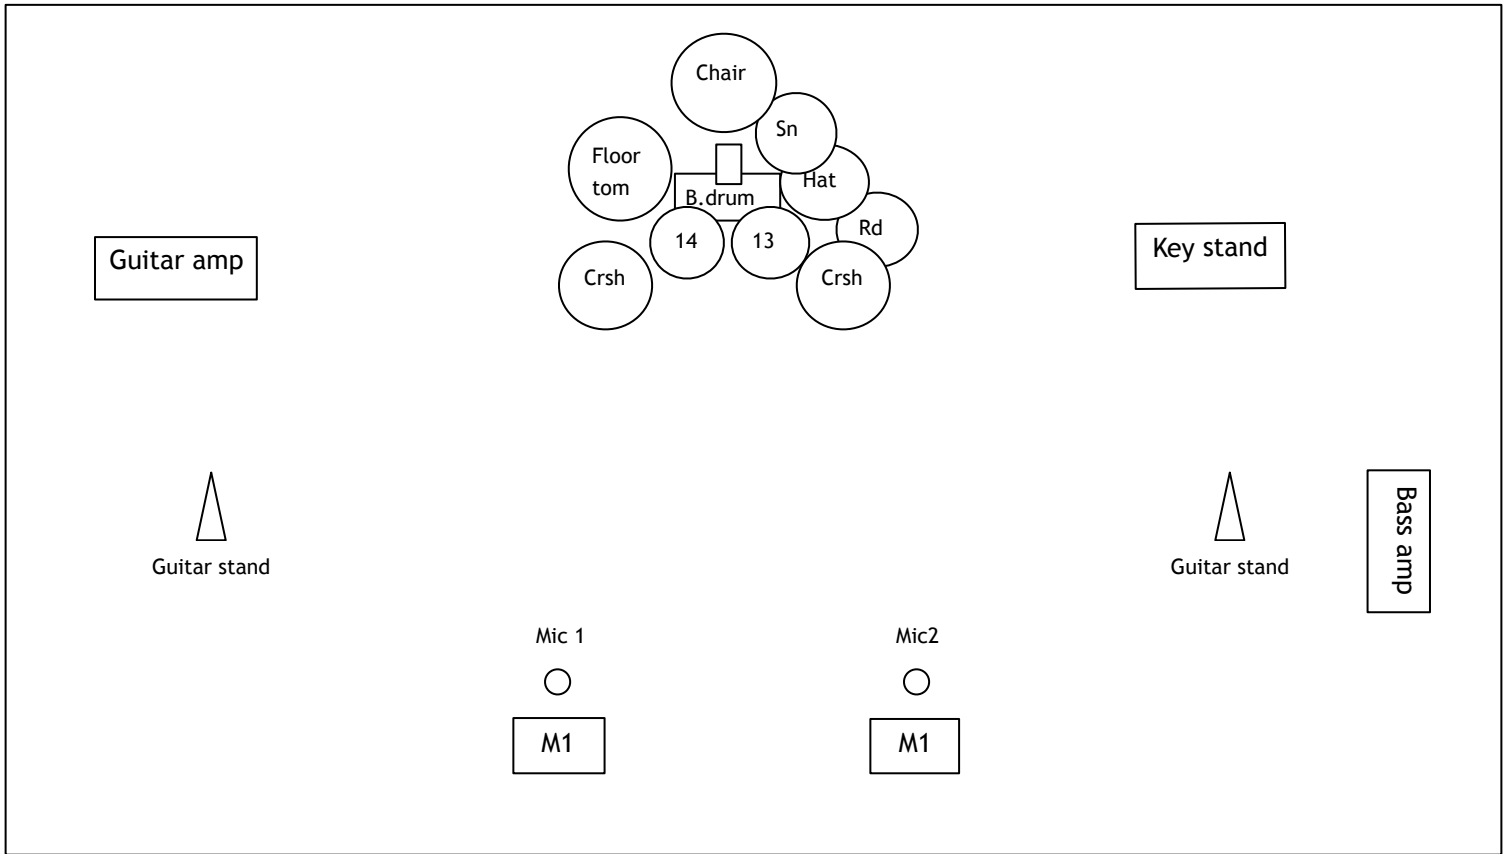 Chair
Sn
Floor
tom
Hat
B.drum
Rd
14
13
Crsh
Crsh
Guitar amp
Key stand
Guitar stand
Guitar stand
Bass amp
Mic 1
Mic2
M1
M1